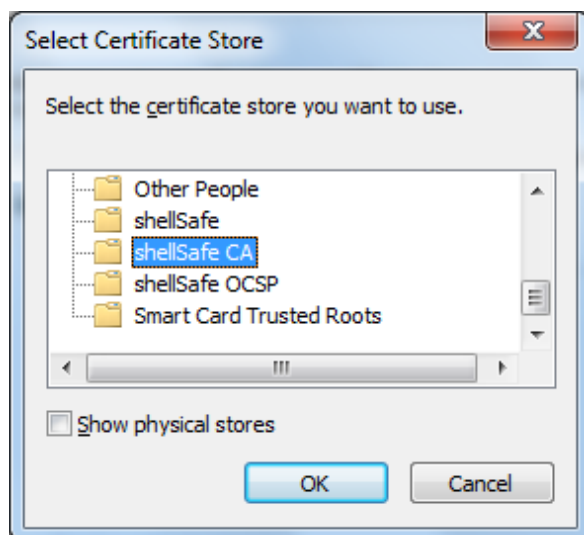 Select Certificate Store
Select the certificate store you want to use.
Other People
shellSafe
shellSafe CA
shellSafe OCSP
Smart Card Trusted Roots
Show physical stores
OK Cancel